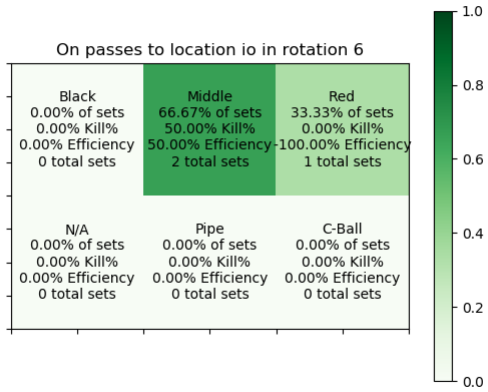 On passes to location io in rotation 6
Black
0.00% of sets
0.00% Kill%
0.00% Efficiency
0 total sets
Middle
66.67% of sets
50.00% Kill%
50.00% Efficiency
2 total sets
Red
33.33% of sets
0.00% Kill%
-100.00% Efficiency
1 total sets
N/A
0.00% of sets
0.00% Kill%
0.00% Efficiency
0 total sets
Pipe
0.00% of sets
0.00% Kill%
0.00% Efficiency
0 total sets
C-Ball
0.00% of sets
0.00% Kill%
0.00% Efficiency
0 total sets
1.0
0.8
0.6
0.4
0.2
0.0